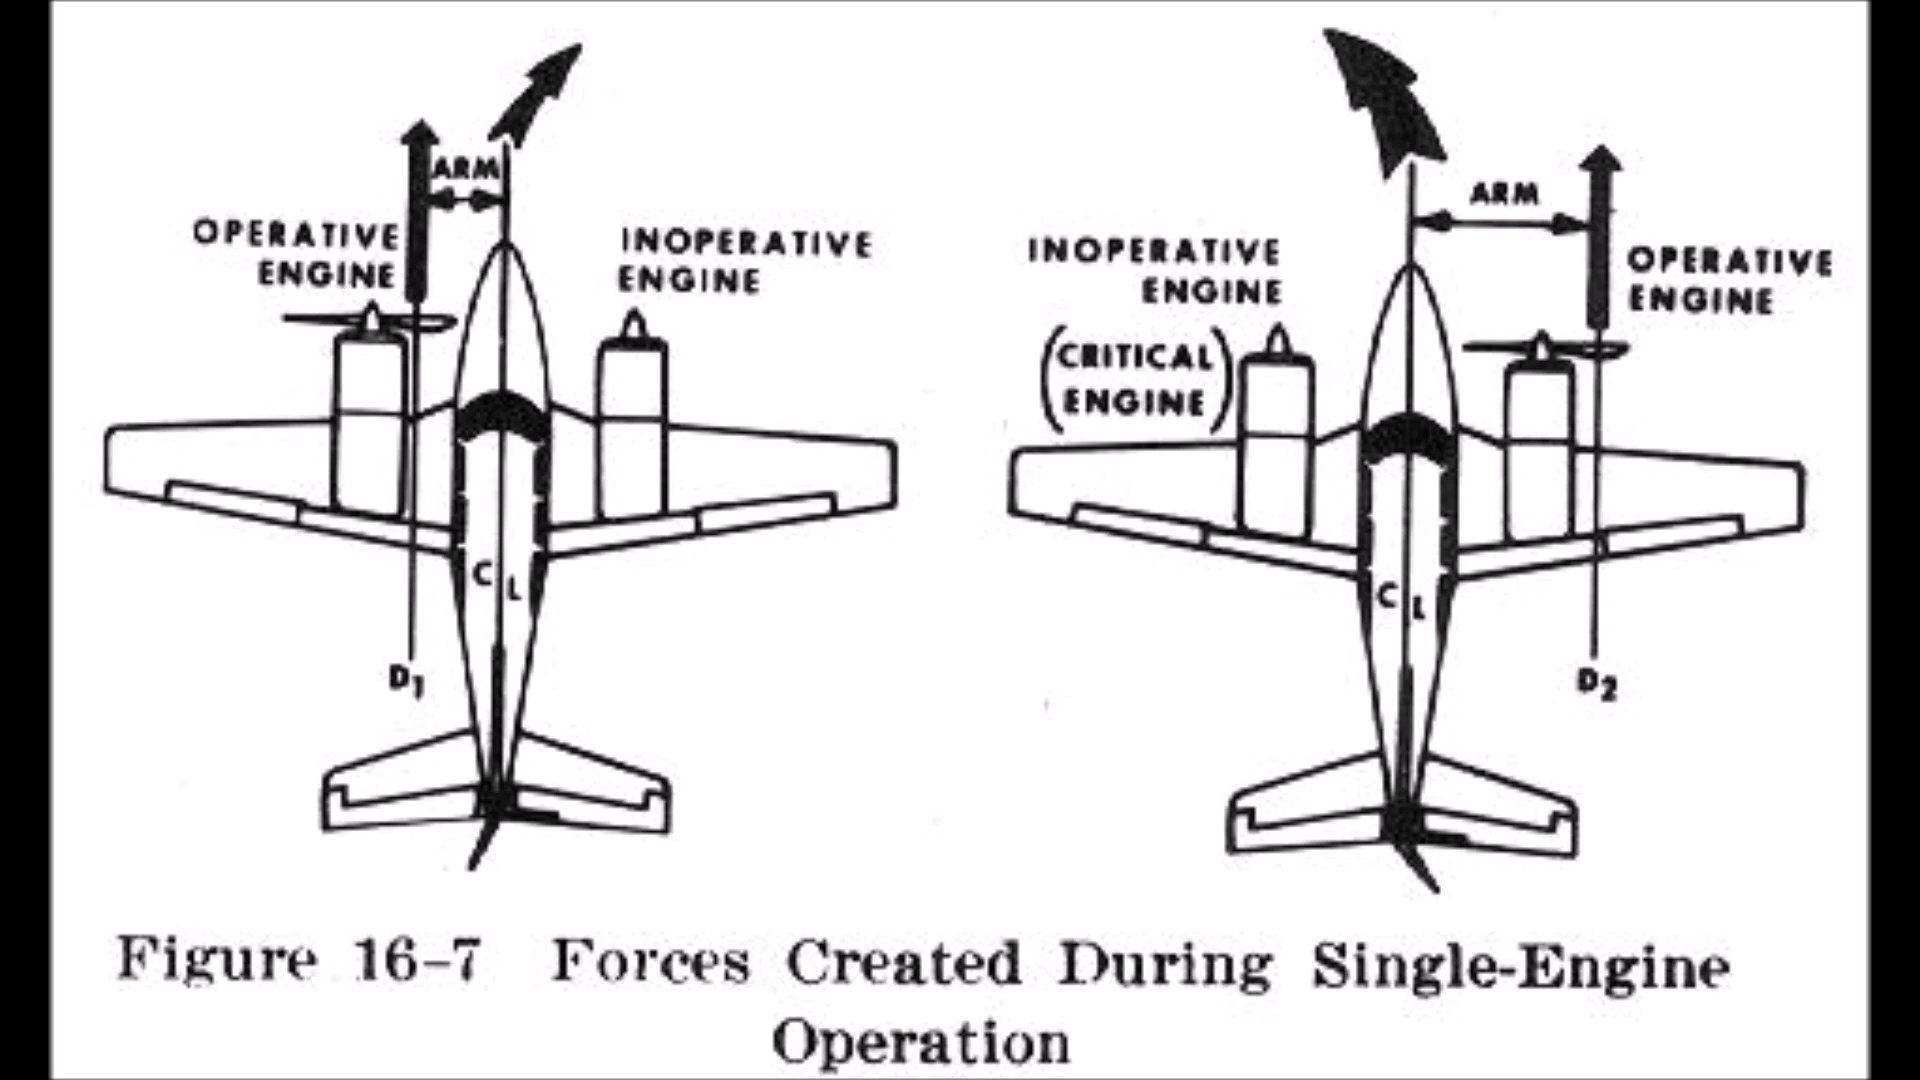 ARM
OPERATIVE
ENGINE
INOPERATIVE
ENGINE
C L
D1
ARM
INOPERATIVE
ENGINE
(CRITICAL
ENGINE)
OPERATIVE
ENGINE
C L
D2
Figure 16-7 Forces Created During Single-Engine
Operation